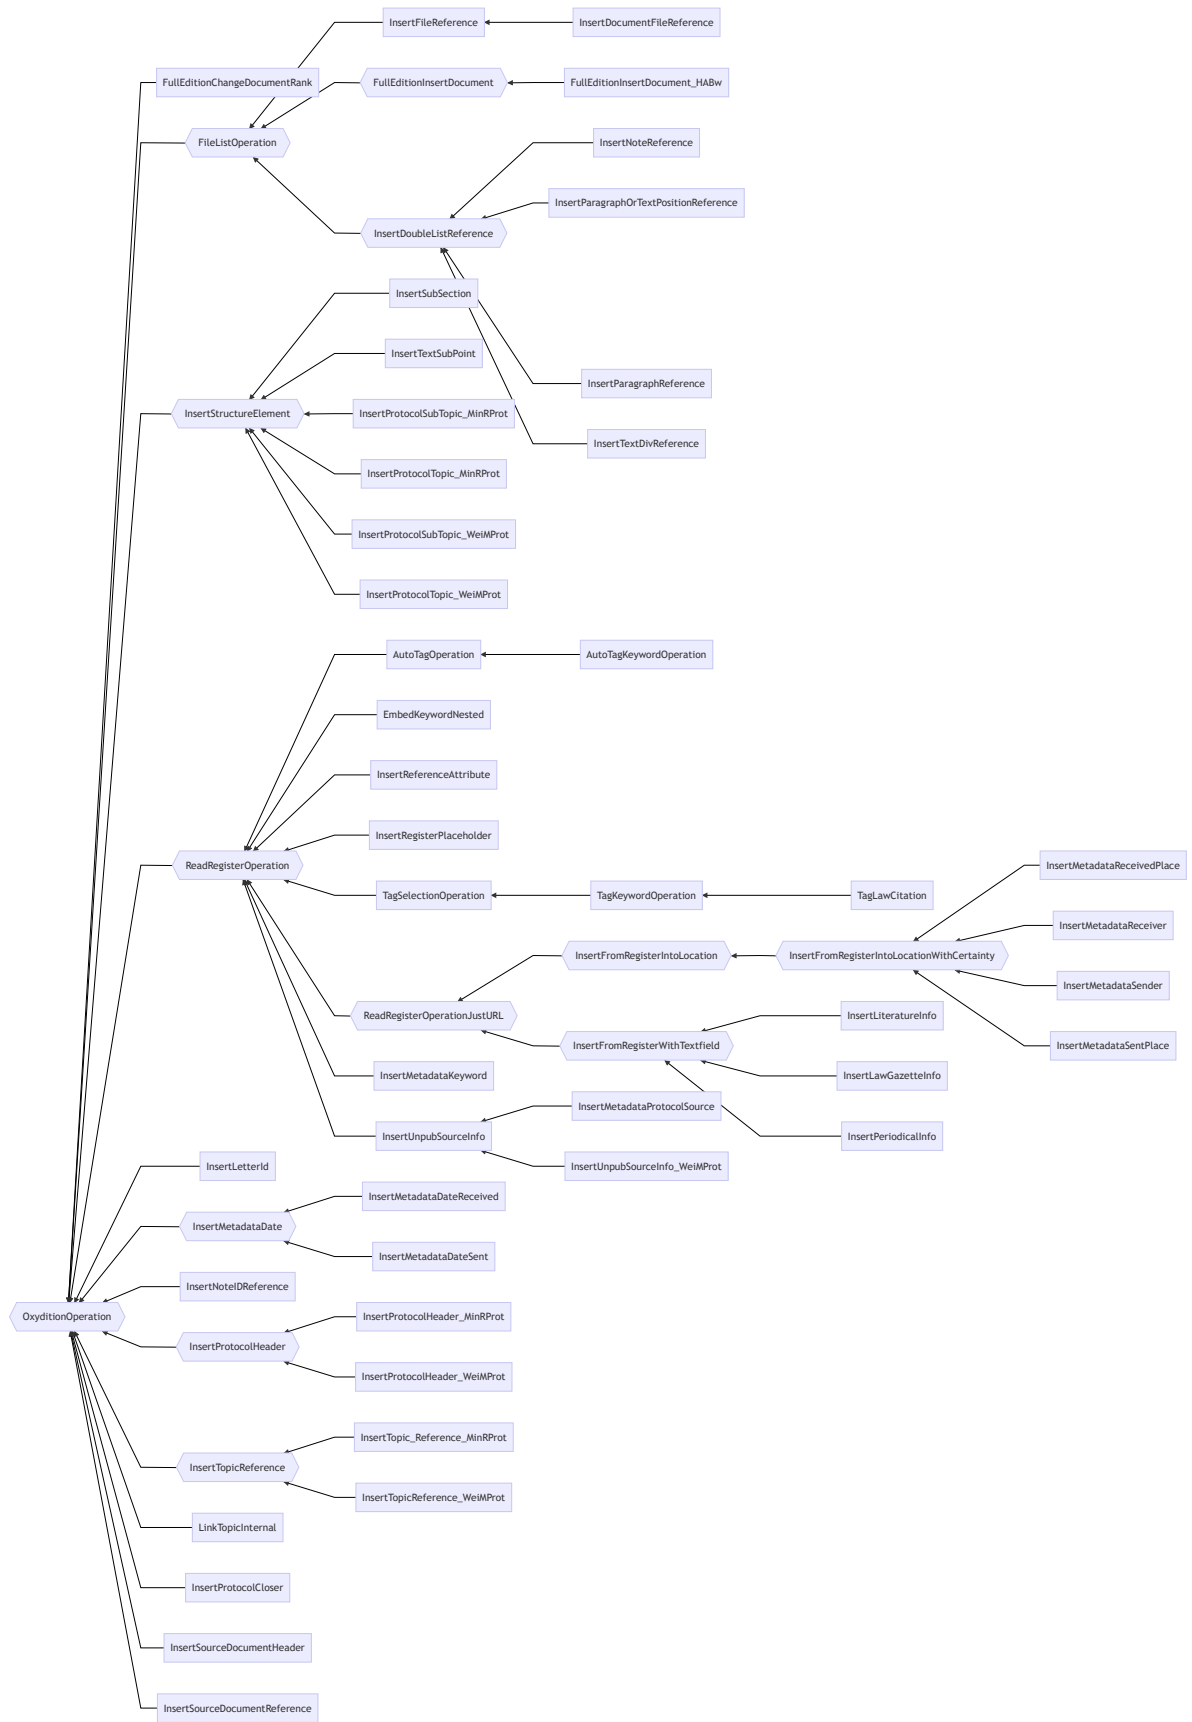 InsertFileReference
InsertDocumentFileReference
FullEditionChangeDocumentRank
FullEditionInsertDocument
FullEditionInsertDocument_HABw
FileListOperation
InsertNoteReference
InsertParagraphOrTextPositionReference
InsertDoubleListReference
InsertSubSection
InsertTextSubPoint
InsertParagraphReference
InsertStructureElement
InsertProtocolSubTopic_MinRProt
InsertTextDivReference
InsertProtocolTopic_MinRProt
InsertProtocolSubTopic_WeiMProt
InsertProtocolTopic_WeiMProt
AutoTagOperation
AutoTagKeywordOperation
EmbedKeywordNested
InsertReferenceAttribute
InsertRegisterPlaceholder
ReadRegisterOperation
InsertMetadataReceivedPlace
TagSelectionOperation
TagKeywordOperation
TagLawCitation
InsertMetadataReceiver
InsertFromRegisterIntoLocation
InsertFromRegisterIntoLocationWithCertainty
InsertMetadataSender
ReadRegisterOperationJustURL
InsertLiteratureInfo
InsertFromRegisterWithTextfield
InsertMetadataSentPlace
InsertMetadataKeyword
InsertLawGazetteInfo
InsertMetadataProtocolSource
InsertUnpubSourceInfo
InsertPeriodicalInfo
InsertLetterId
InsertUnpubSourceInfo_WeiMProt
InsertMetadataDateReceived
InsertMetadataDate
InsertMetadataDateSent
InsertNoteIDReference
OxyditionOperation
InsertProtocolHeader_MinRProt
InsertProtocolHeader
InsertProtocolHeader_WeiMProt
InsertTopic_Reference_MinRProt
InsertTopicReference
InsertTopicReference_WeiMProt
LinkTopicInternal
InsertProtocolCloser
InsertSourceDocumentHeader
InsertSourceDocumentReference